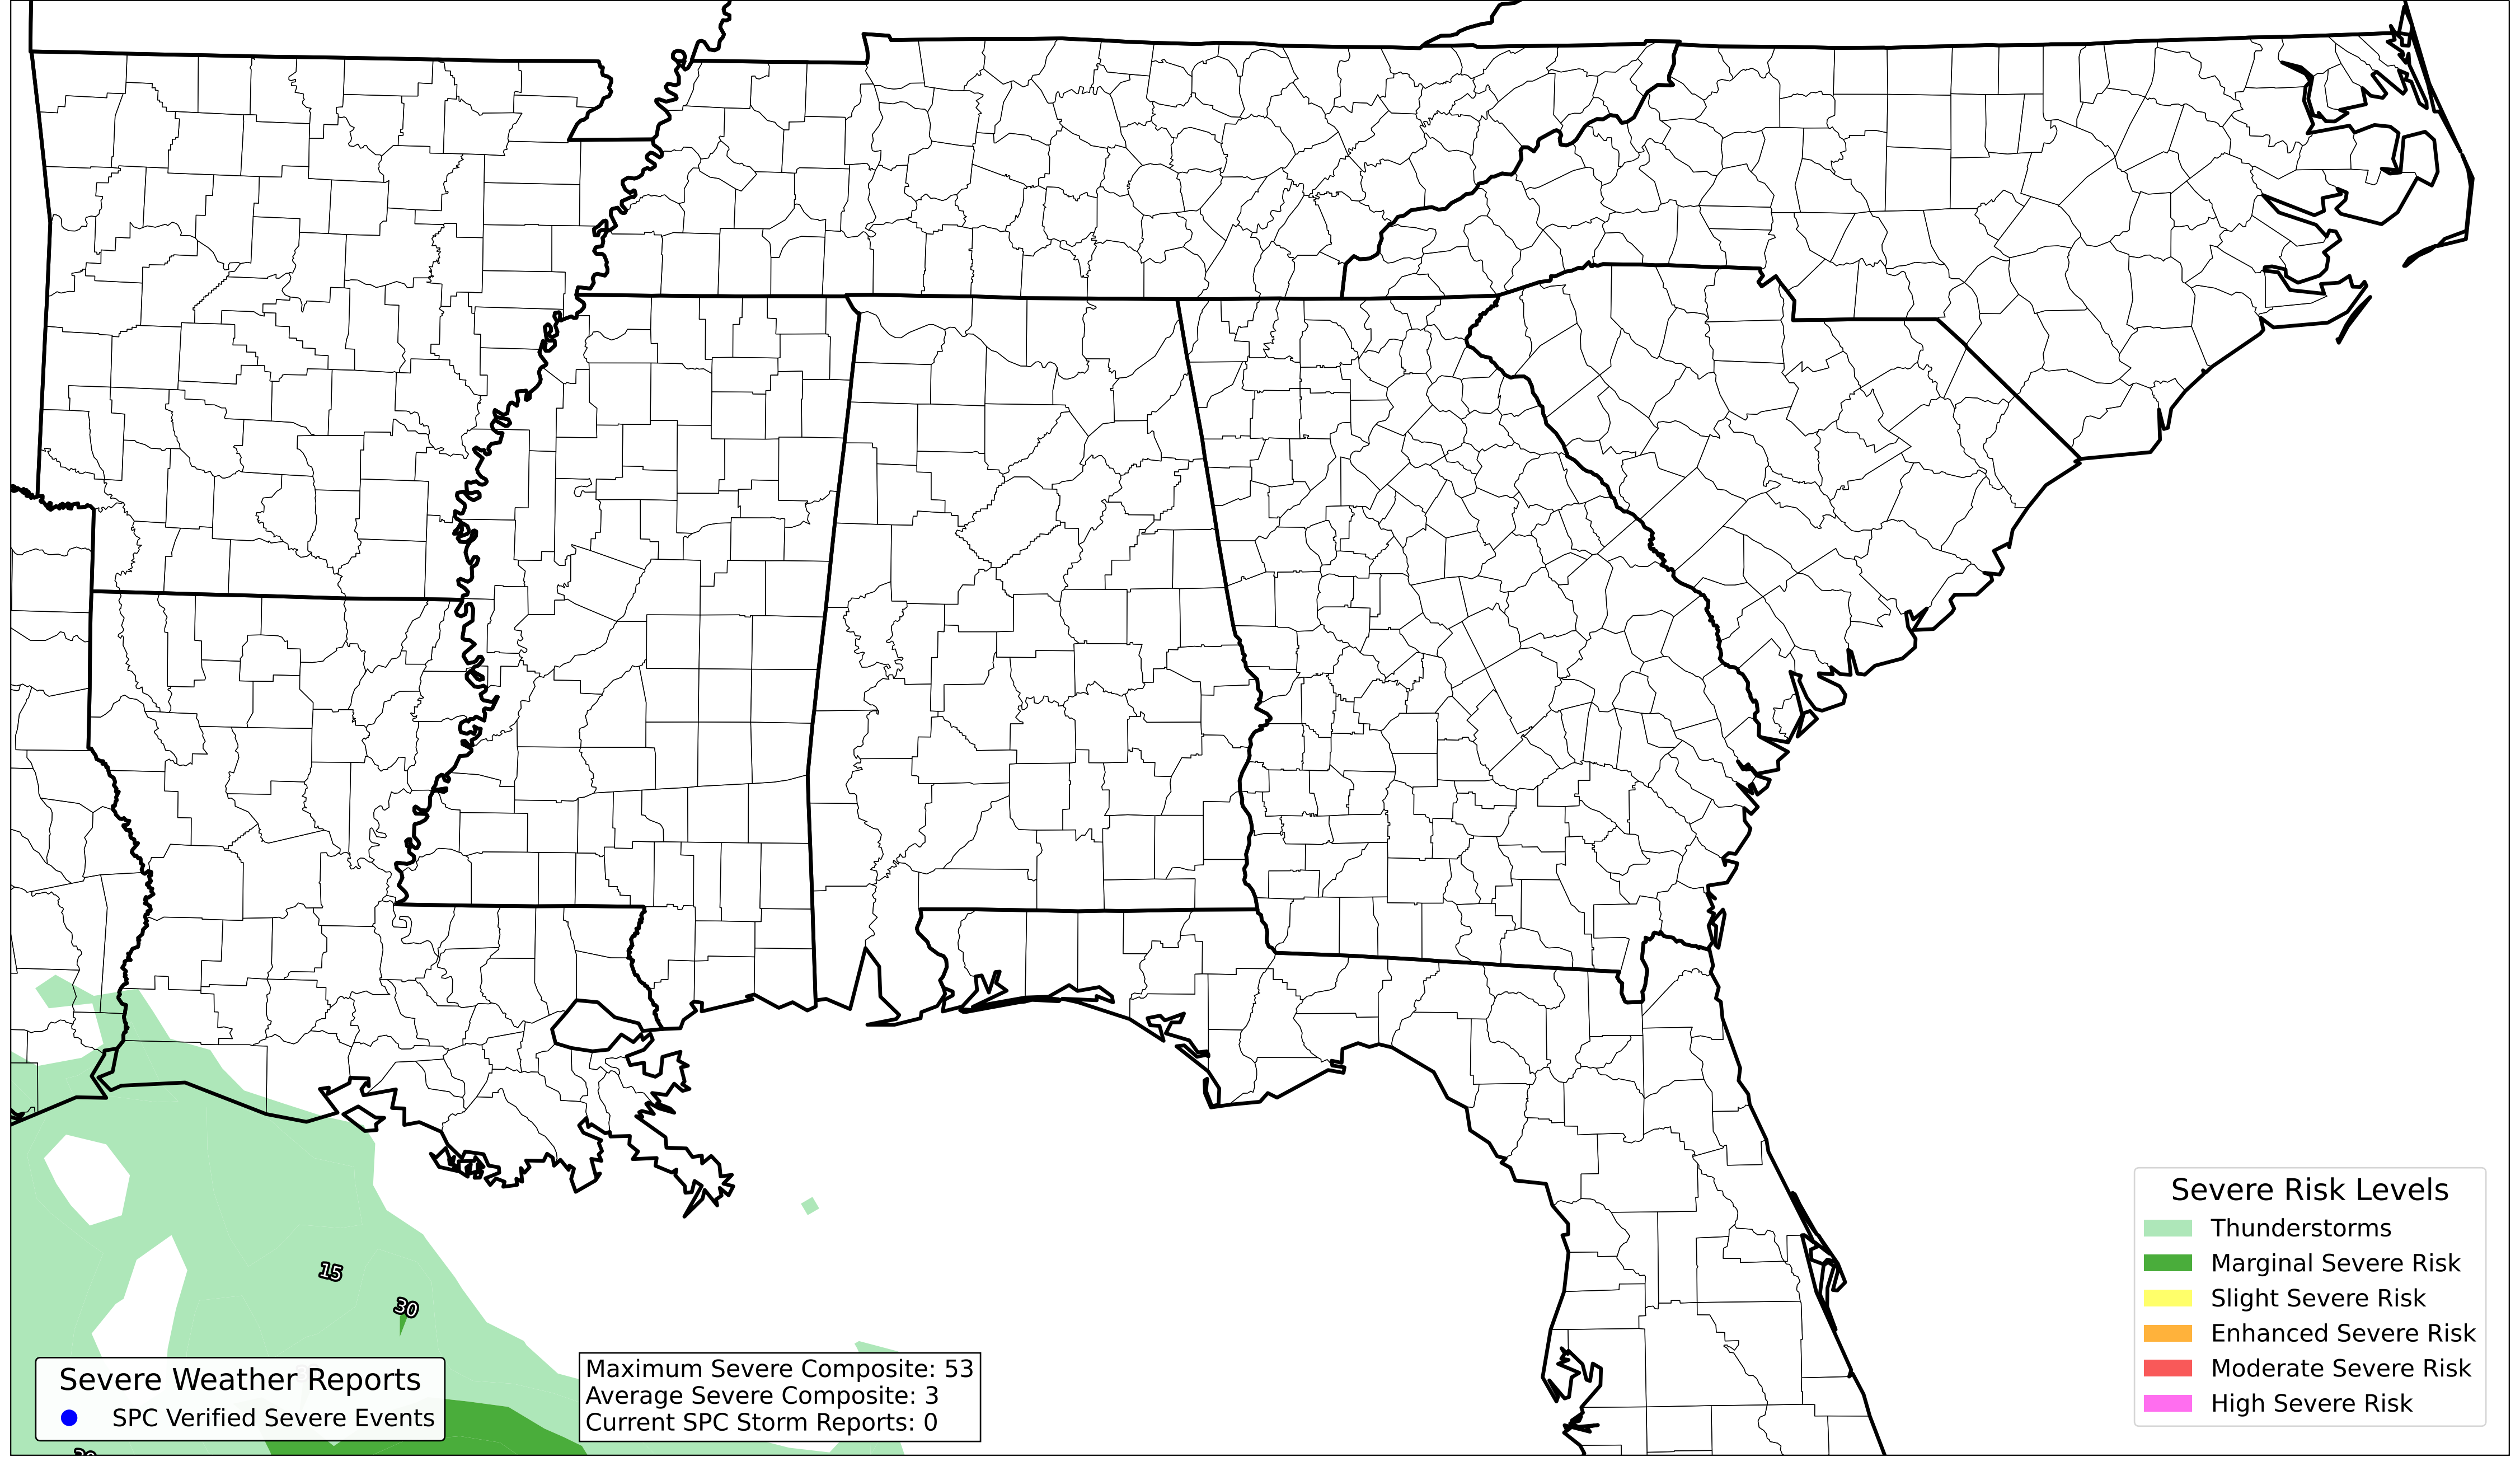 15
30
Severe Weather Reports
SPC Verified Severe Events
Maximum Severe Composite: 53
Average Severe Composite: 3
Current SPC Storm Reports: 0
Severe Risk Levels
Thunderstorms
Marginal Severe Risk
Slight Severe Risk
Enhanced Severe Risk
Moderate Severe Risk
High Severe Risk